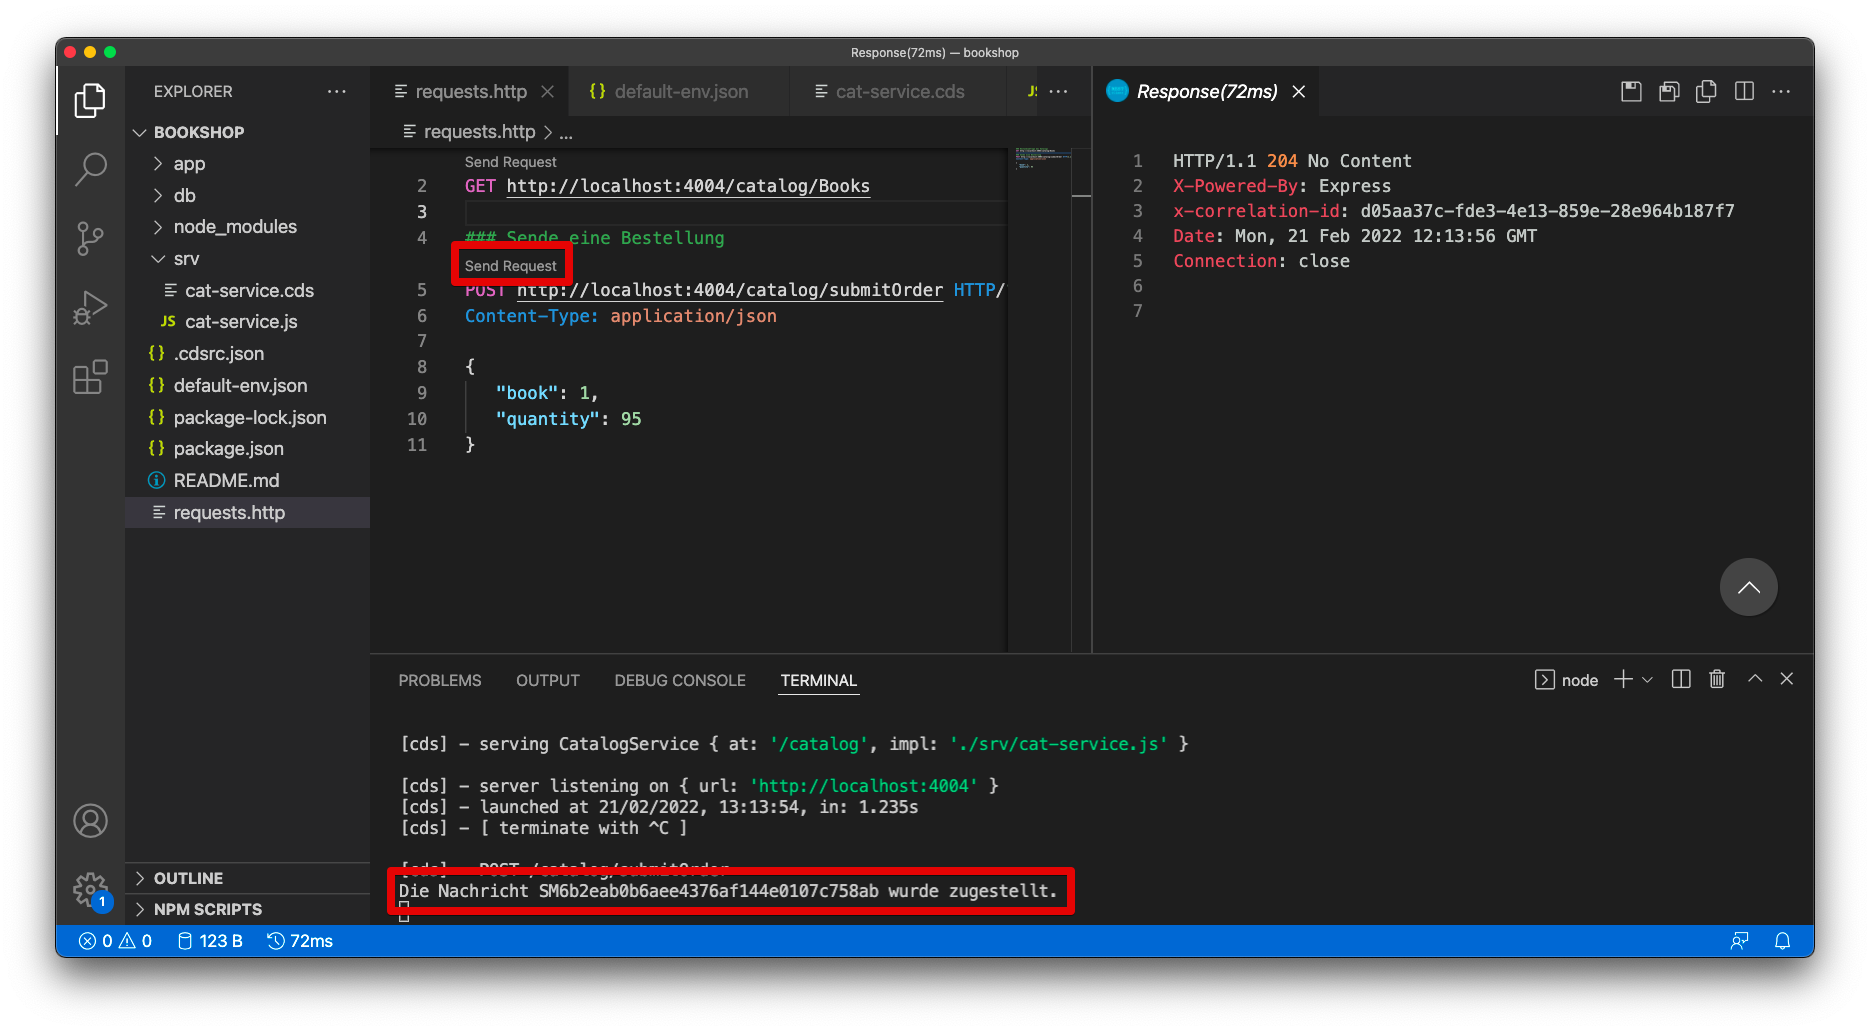 Response(72ms) — bookshop
EXPLORER
BOOKSHOP
app
db
node_modules
srv
cat-service.cds
JS cat-service.js
{} .cdsrc.json
{} default-env.json
{} package-lock.json
{} package.json
README.md
requests.http
OUTLINE
NPM SCRIPTS
requests.http
{} default-env.json
cat-service.cds
requests.http > ...
Send Request
2 GET http://localhost:4004/catalog/Books
3
4 ### Sende eine Bestellung
Send Request
5 POST http://localhost:4004/catalog/submitOrder HTTP/
6 Content-Type: application/json
7
8 {
9 "book": 1,
10 "quantity": 95
11 }
Response(72ms)
1 HTTP/1.1 204 No Content
2 X-Powered-By: Express
3 x-correlation-id: d05aa37c-fde3-4e13-859e-28e964b187f7
4 Date: Mon, 21 Feb 2022 12:13:56 GMT
5 Connection: close
6
7
PROBLEMS OUTPUT DEBUG CONSOLE TERMINAL
node
[cds] - serving CatalogService { at: '/catalog', impl: './srv/cat-service.js' }
[cds] - server listening on { url: 'http://localhost:4004' }
[cds] - launched at 21/02/2022, 13:13:54, in: 1.235s
[cds] - [ terminate with ^C ]
[cds] - POST /catalog/submitOrder
Die Nachricht SM6b2eab0b6aee4376af144e0107c758ab wurde zugestellt.
1
0 0 123 B 72ms